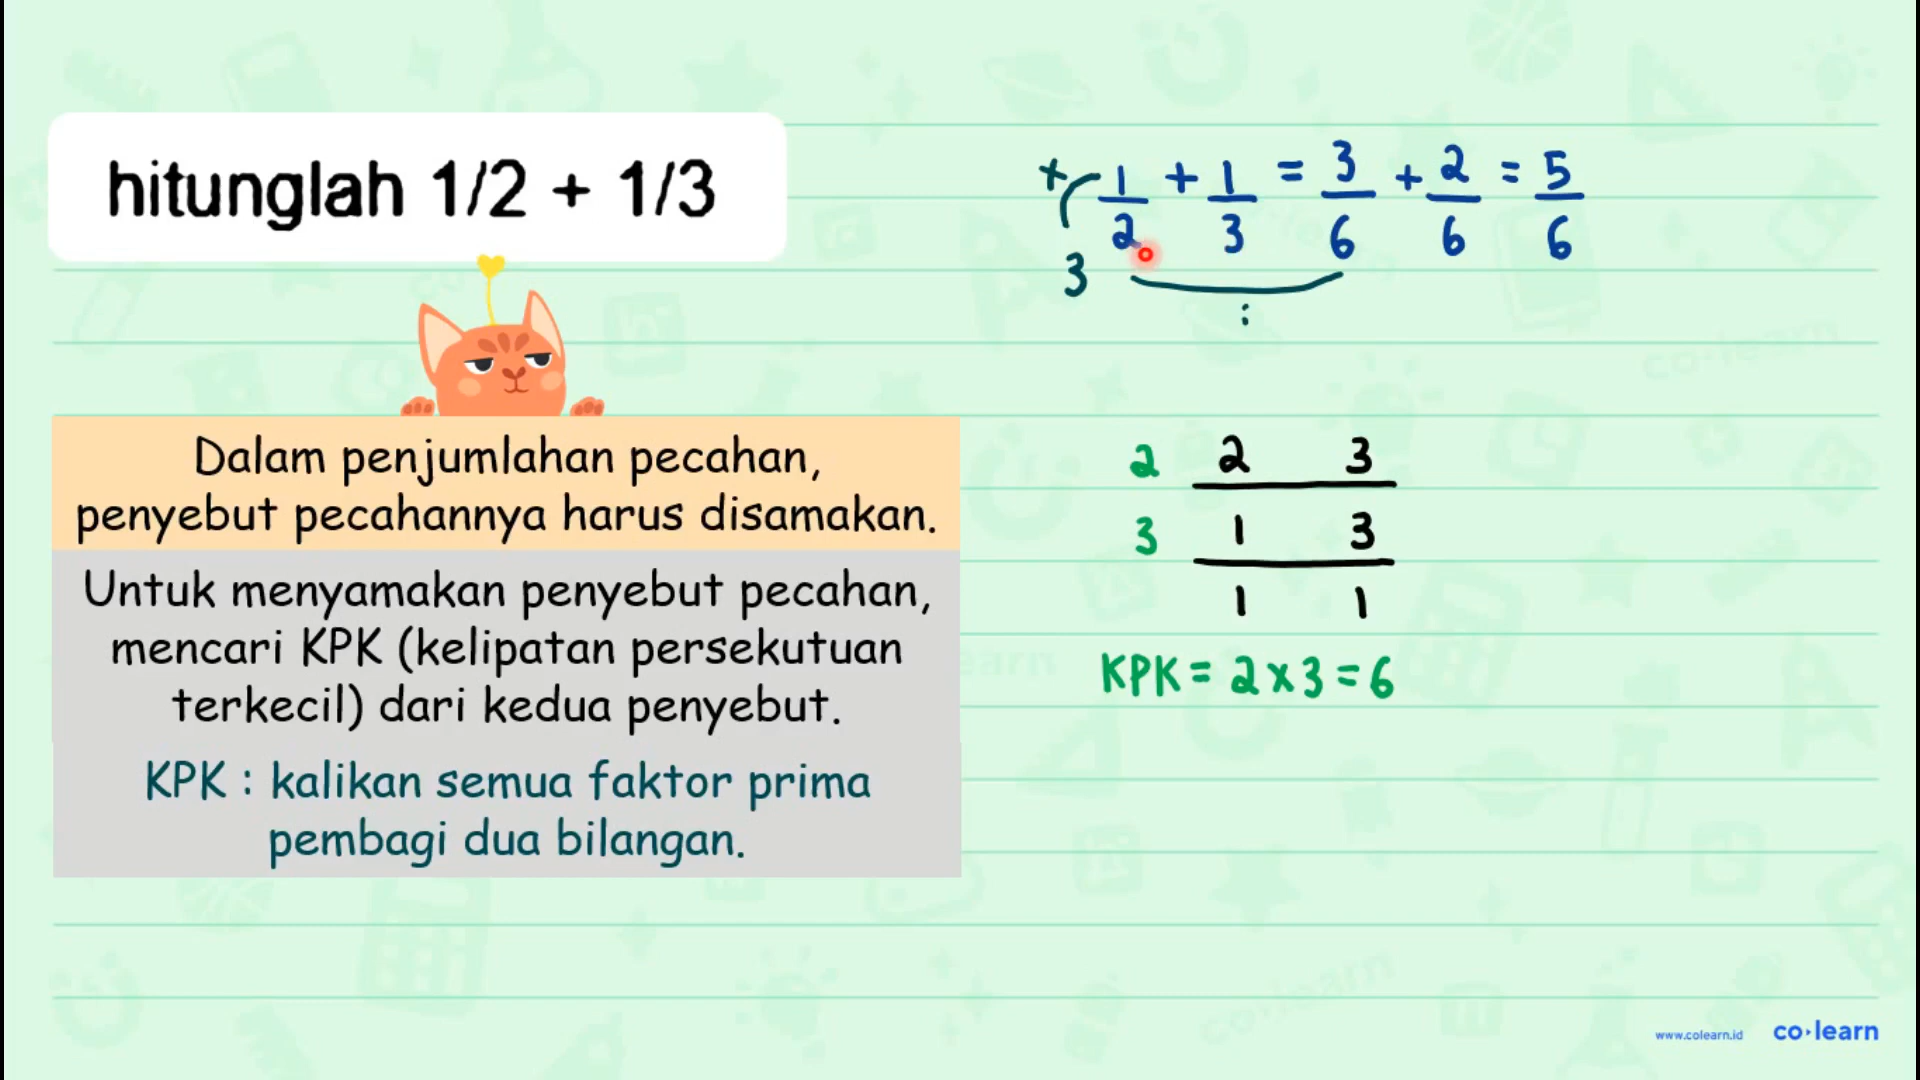 hitunglah 1/2 + 1/3
× 1/2 + 1/3 = 3/6 + 2/6 = 5/6
3
:
Dalam penjumlahan pecahan,
penyebut pecahannya harus disamakan.
Untuk menyamakan penyebut pecahan,
mencari KPK (kelipatan persekutuan
terkecil) dari kedua penyebut.
KPK : kalikan semua faktor prima
pembagi dua bilangan.
2 2 3
3 1 3
1 1
KPK = 2 × 3 = 6
www.colearn.id co·learn